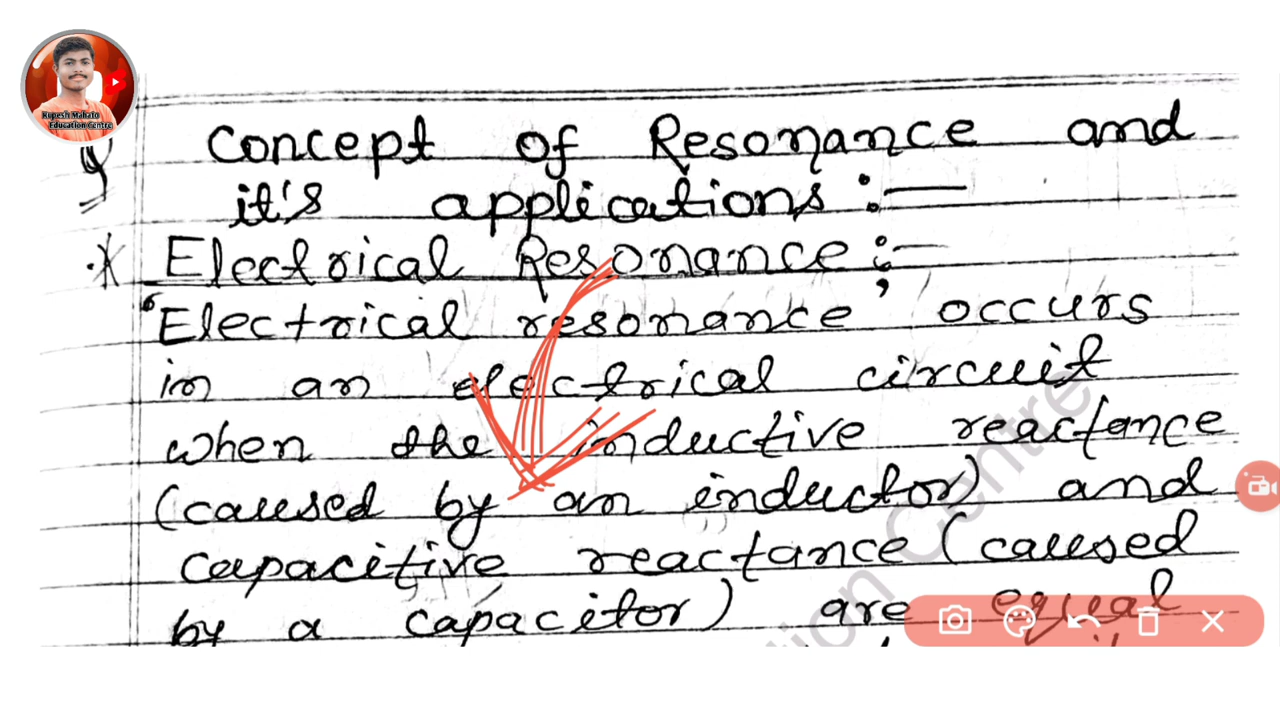 Rupesh Mahato
Education Centre
Concept of Resonance and
it's applications :—
* Electrical Resonance :—
'Electrical resonance' occurs
in an electrical circuit
when the inductive reactance
(caused by an inductor) and
capacitive reactance (caused
by a capacitor) are equal